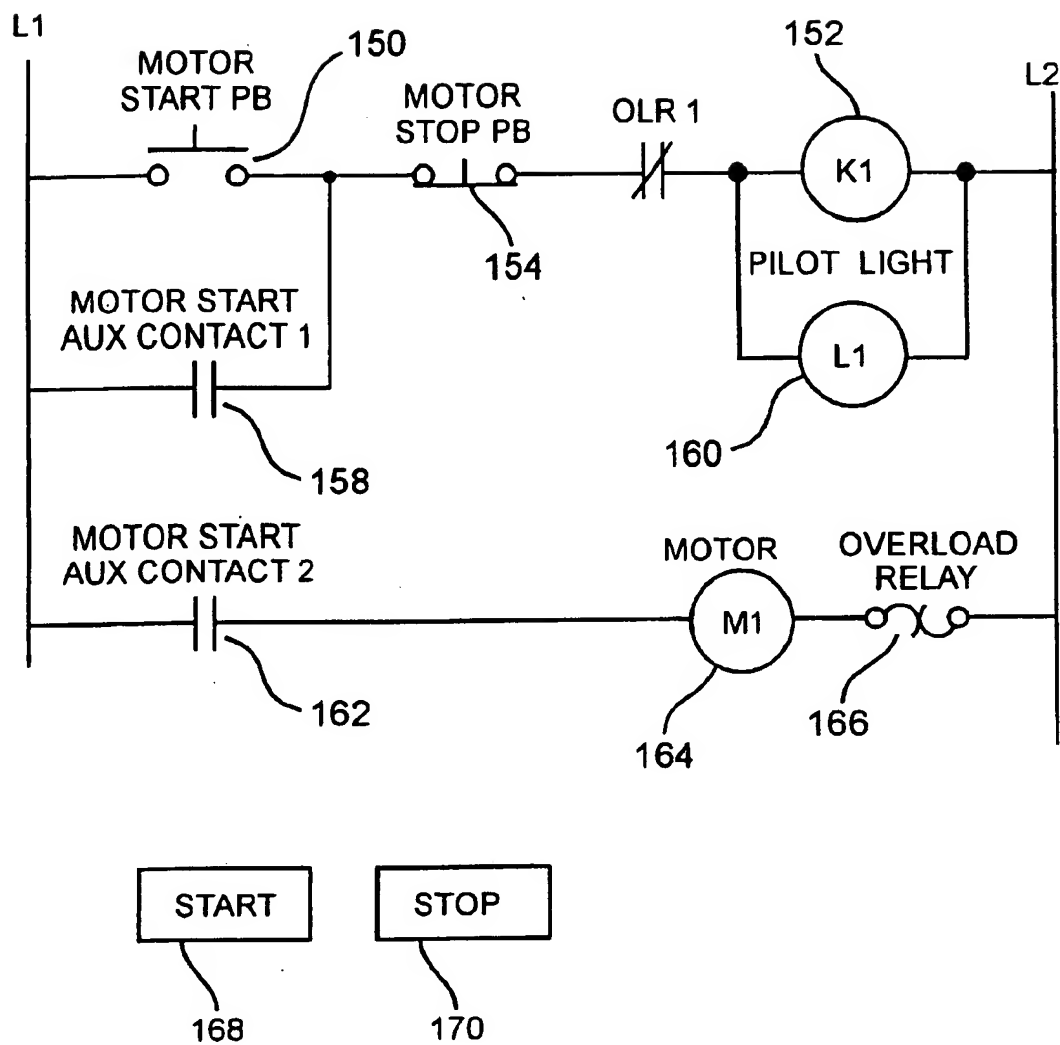 L1
150
152
MOTOR
START PB
MOTOR
STOP PB
OLR 1
L2
K1
154
PILOT LIGHT
MOTOR START
AUX CONTACT 1
L1
158
160
MOTOR START
AUX CONTACT 2
MOTOR
OVERLOAD
RELAY
M1
162
164
166
START
STOP
168
170